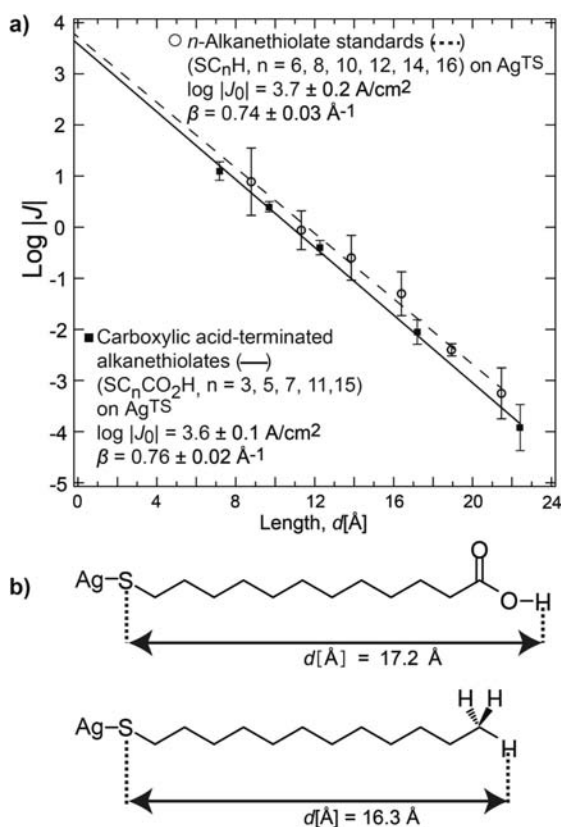 a)
4
3
2
1
0
-1
-2
-3
-4
-5
Log |J|
n-Alkanethiolate standards (---)
(SCnH, n = 6, 8, 10, 12, 14, 16) on AgTS
log |J0| = 3.7 ± 0.2 A/cm2
β = 0.74 ± 0.03 Å-1
Carboxylic acid-terminated
alkanethiolates (—)
(SCnCO2H, n = 3, 5, 7, 11,15)
on AgTS
log |J0| = 3.6 ± 0.1 A/cm2
β = 0.76 ± 0.02 Å-1
0 4 8 12 16 20 24
Length, d[Å]
b)
Ag–S
O
O–H
d[Å] = 17.2 Å
Ag–S
H H
H
d[Å] = 16.3 Å